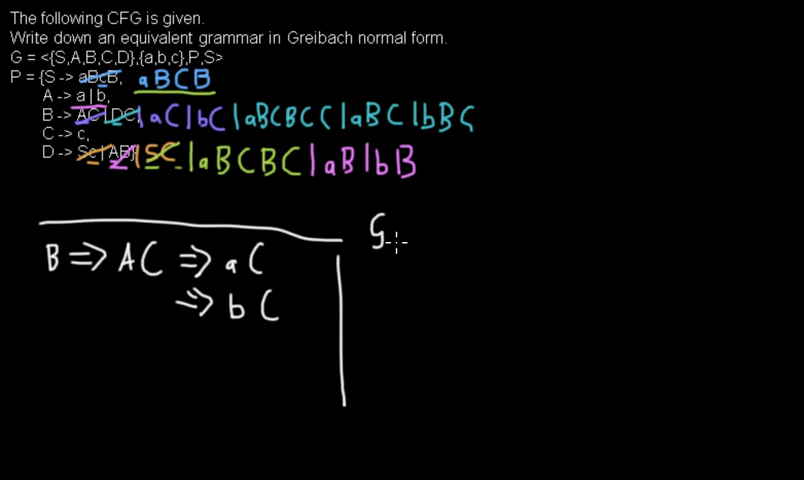 The following CFG is given.
Write down an equivalent grammar in Greibach normal form.
G = <{S,A,B,C,D},{a,b,c},P,S>
P = {S -> aBcB, aBCB
A -> a | b,
B -> AC | DC | aC | bC | aBCBCC | aBC | bBC
C -> c,
D -> Sc | AB} | SC | aBCBC | aB | bB
B => AC => aC
=> bC
G